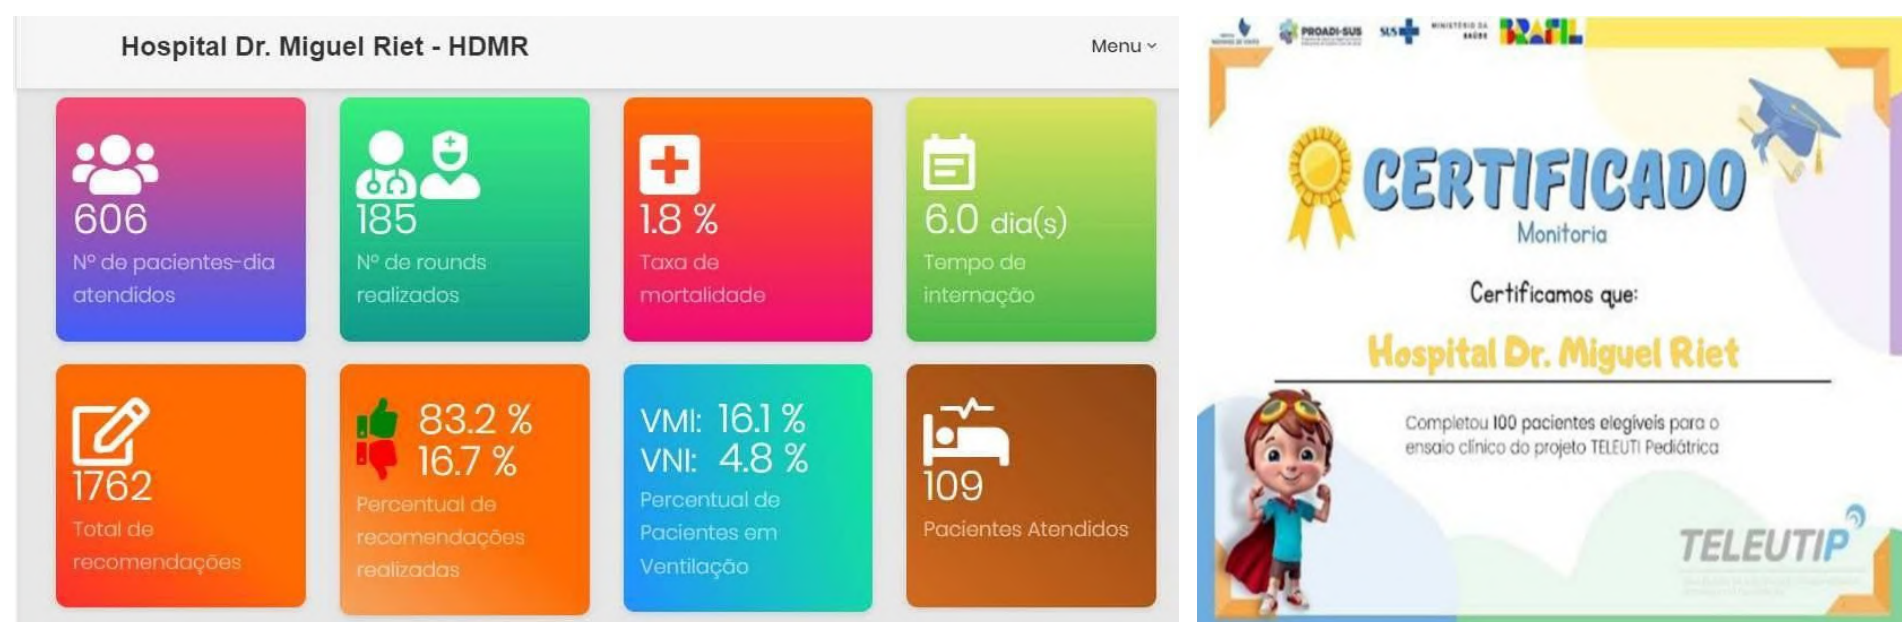 Hospital Dr. Miguel Riet - HDMR
Menu
606
Nº de pacientes-dia
atendidos
185
Nº de rounds
realizados
1.8 %
Taxa de
mortalidade
6.0 dia(s)
Tempo de
internação
1762
Total de
recomendações
83.2 %
16.7 %
Percentual de
recomendações
realizadas
VMI: 16.1 %
VNI: 4.8 %
Percentual de
Pacientes em
Ventilação
109
Pacientes Atendidos
PROADI-SUS
SUS
MINISTÉRIO DA
SAÚDE
BRASIL
CERTIFICADO
Monitoria
Certificamos que:
Hospital Dr. Miguel Riet
Completou 100 pacientes elegíveis para o
ensaio clínico do projeto TELEUTI Pediátrica
TELEUTIP